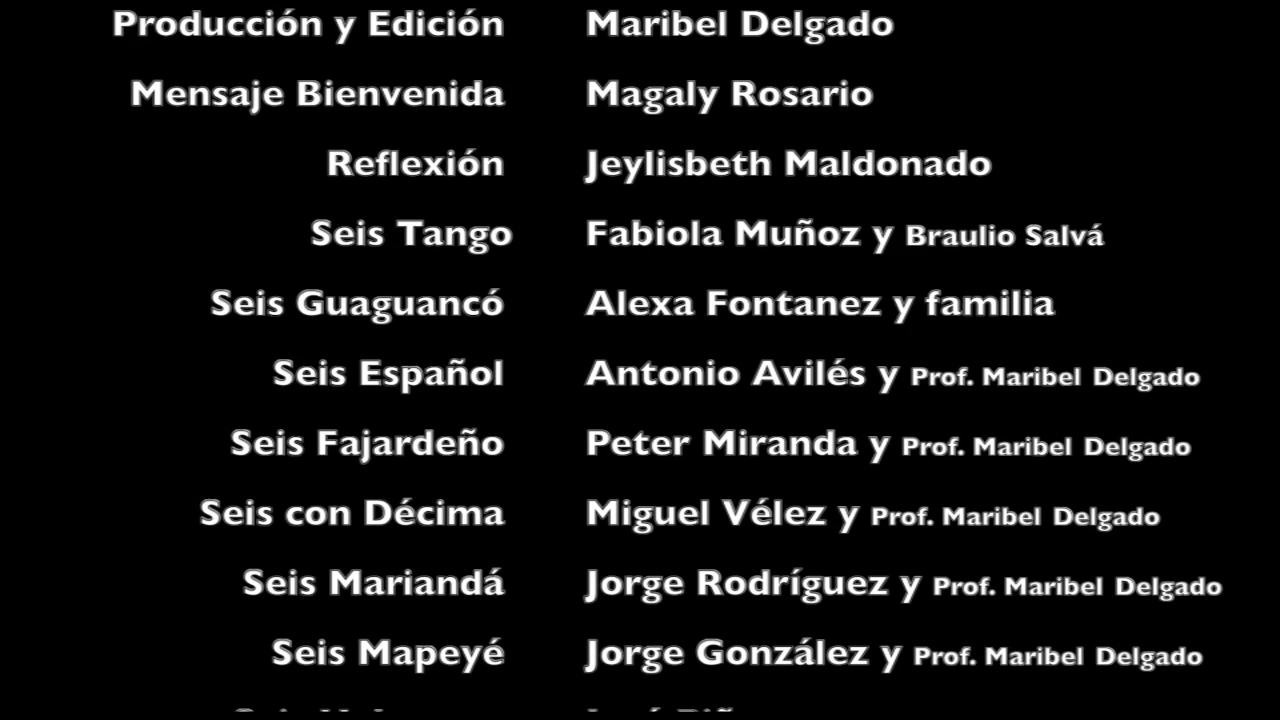 Producción y Edición Maribel Delgado
Mensaje Bienvenida Magaly Rosario
Reflexión Jeylisbeth Maldonado
Seis Tango Fabiola Muñoz y Braulio Salvá
Seis Guaguancó Alexa Fontanez y familia
Seis Español Antonio Avilés y Prof. Maribel Delgado
Seis Fajardeño Peter Miranda y Prof. Maribel Delgado
Seis con Décima Miguel Vélez y Prof. Maribel Delgado
Seis Mariandá Jorge Rodríguez y Prof. Maribel Delgado
Seis Mapeyé Jorge González y Prof. Maribel Delgado